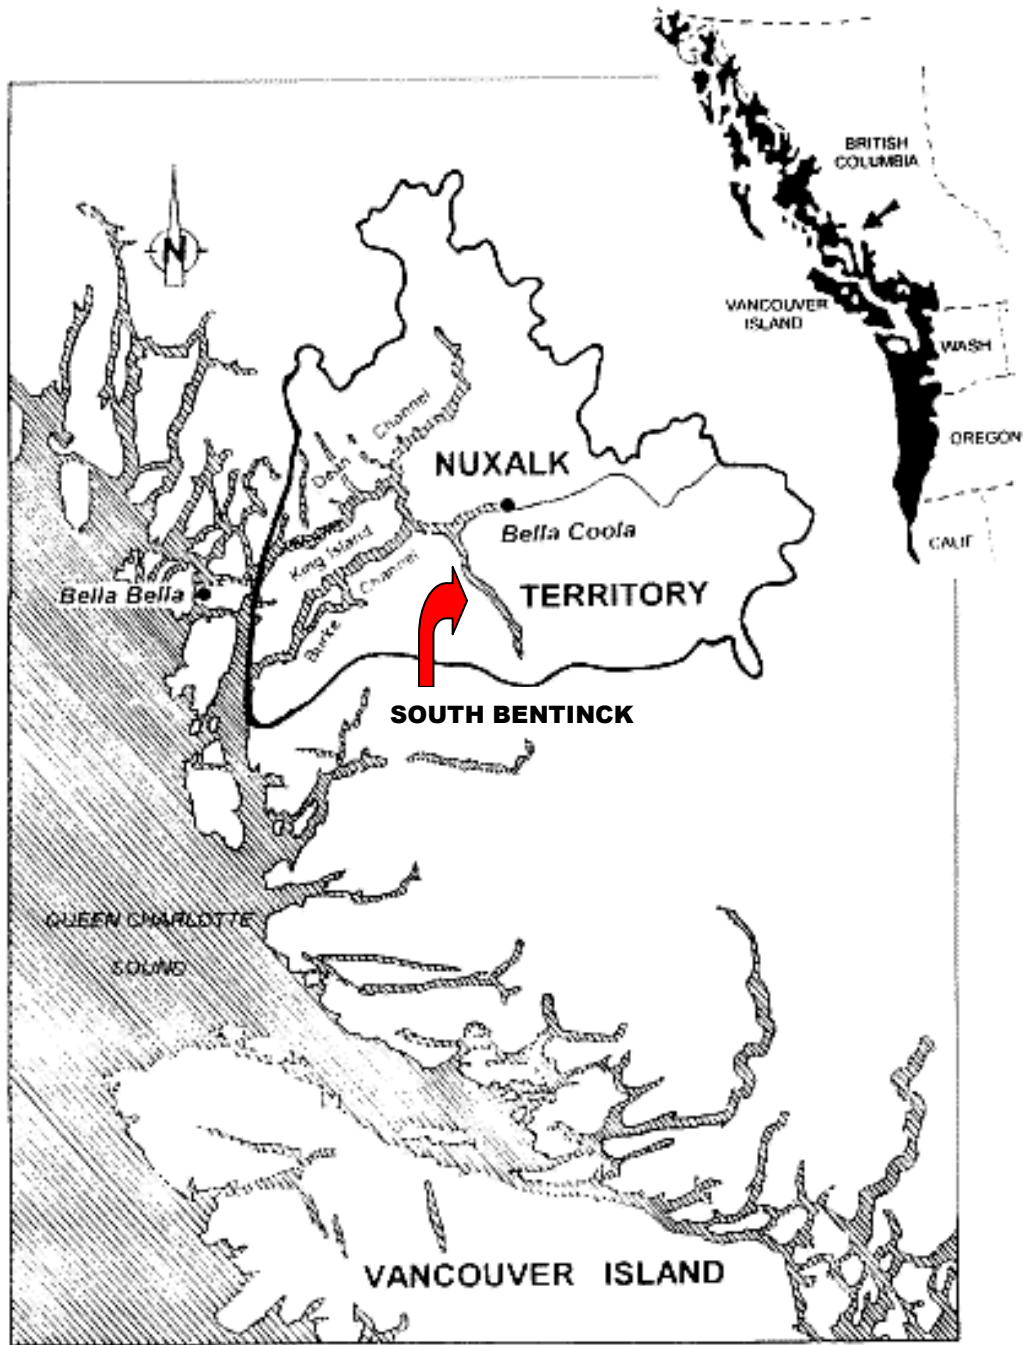 BRITISH
COLUMBIA
VANCOUVER
ISLAND
WASH
OREGON
CALIF
N
Dean Channel
NUXALK
Bella Coola
King Island
Bella Bella
Burke Channel
TERRITORY
SOUTH BENTINCK
QUEEN CHARLOTTE
SOUND
VANCOUVER ISLAND